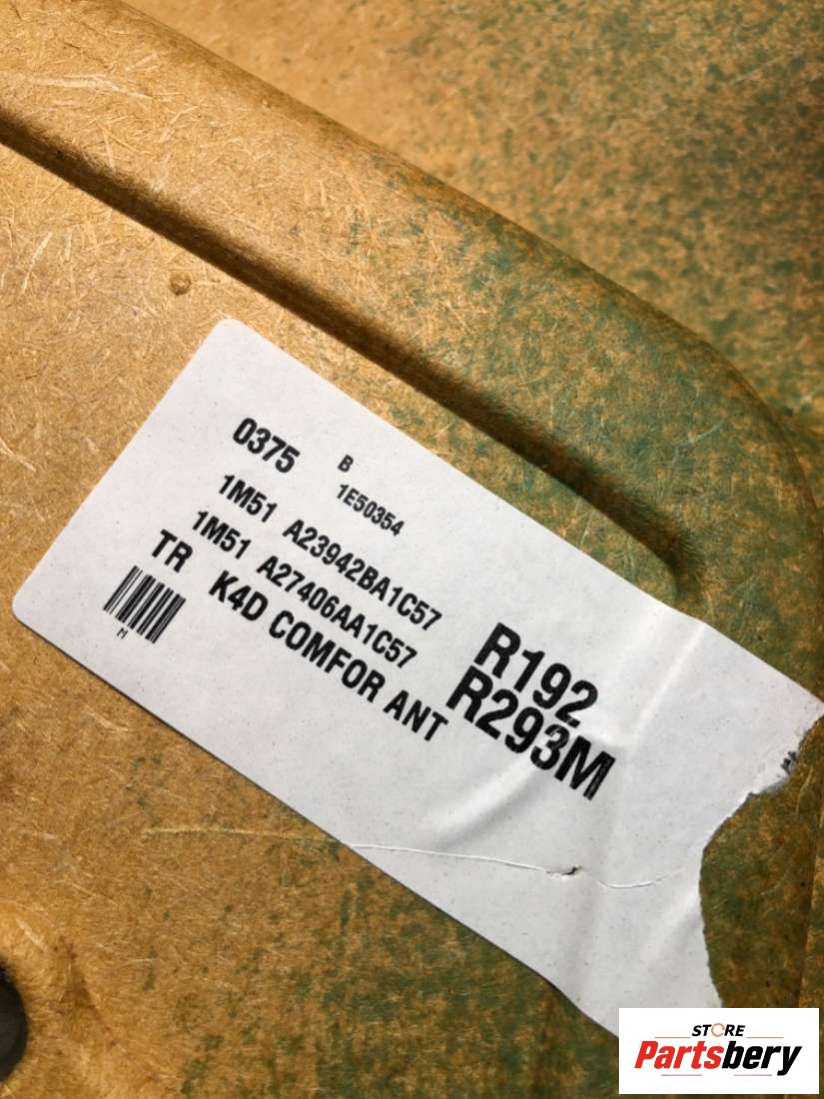 0375 B
1E50354
1M51 A23942BA1C57
1M51 A27406AA1C57
TR K4D COMFOR ANT
M
R192
R293M
STORE
Partsbery